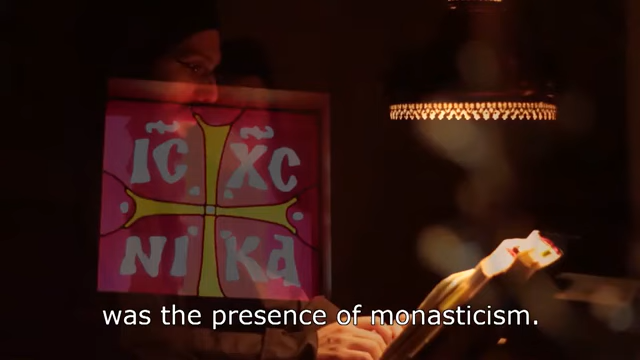 IC XC
NI KA
was the presence of monasticism.